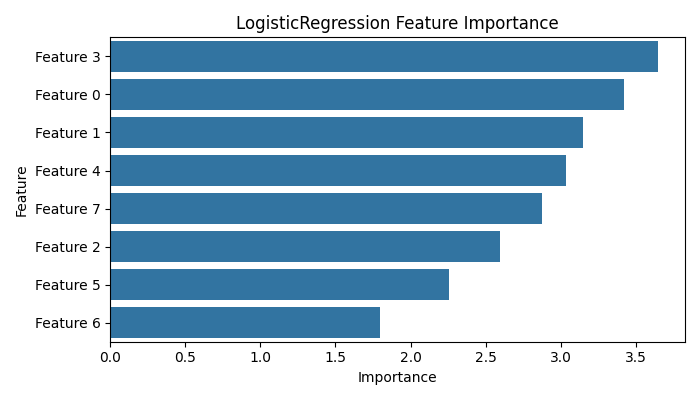 LogisticRegression Feature Importance
Feature
Feature 3
Feature 0
Feature 1
Feature 4
Feature 7
Feature 2
Feature 5
Feature 6
0.0 0.5 1.0 1.5 2.0 2.5 3.0 3.5
Importance